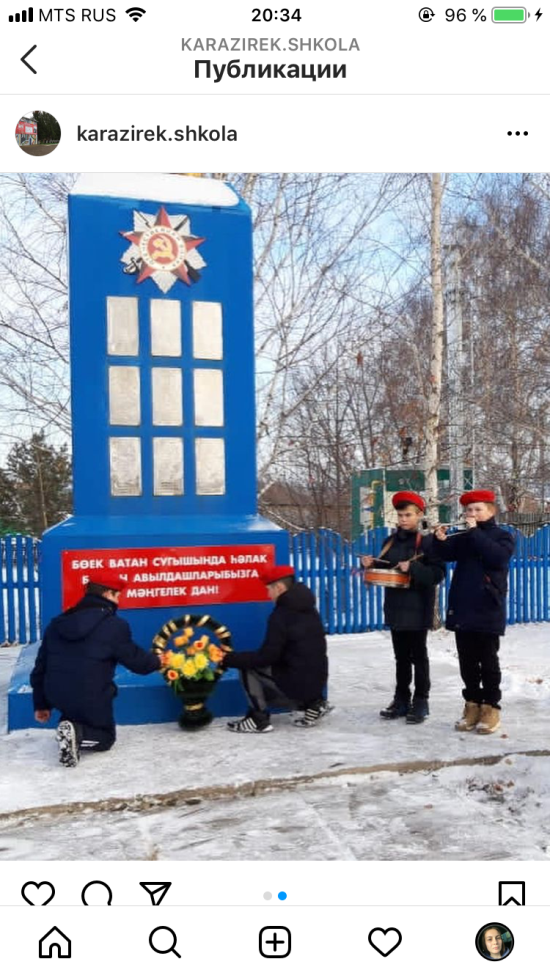 MTS RUS 20:34 96 %
KARAZIREK.SHKOLA
Публикации
karazirek.shkola
БӨЕК ВАТАН СУГЫШЫНДА ҺӘЛАК
АВЫЛДАШЛАРЫБЫЗГА
МӘҢГЕЛЕК ДАН!